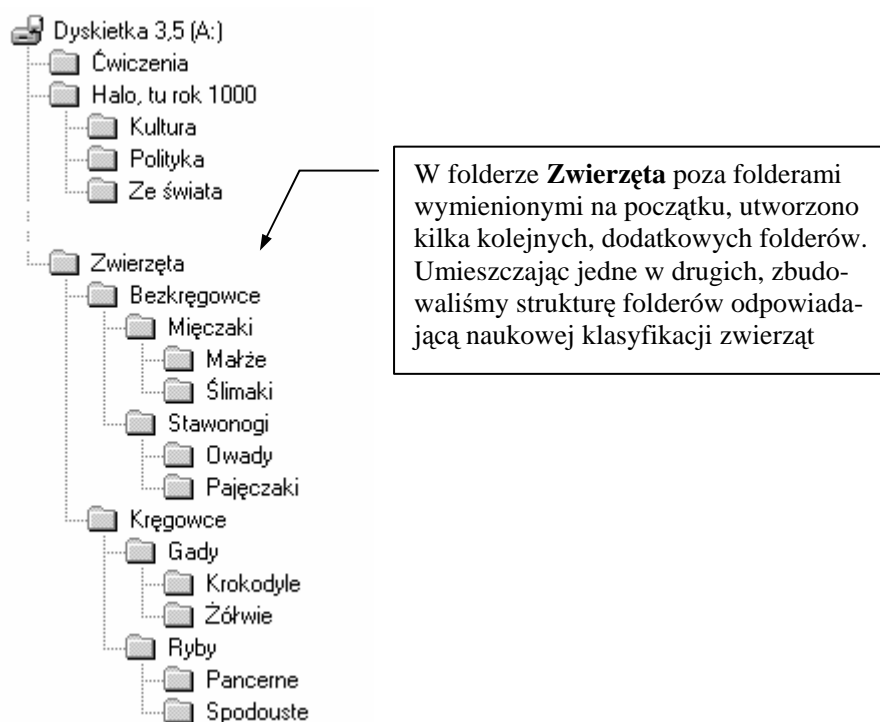 Dyskietka 3,5 (A:)
Ćwiczenia
Halo, tu rok 1000
Kultura
Polityka
Ze świata
W folderze Zwierzęta poza folderami
wymienionymi na początku, utworzono
kilka kolejnych, dodatkowych folderów.
Umieszczając jedne w drugich, zbudo-
waliśmy strukturę folderów odpowiada-
jącą naukowej klasyfikacji zwierząt
Zwierzęta
Bezkręgowce
Mięczaki
Małże
Ślimaki
Stawonogi
Owady
Pajęczaki
Kręgowce
Gady
Krokodyle
Żółwie
Ryby
Pancerne
Spodouste